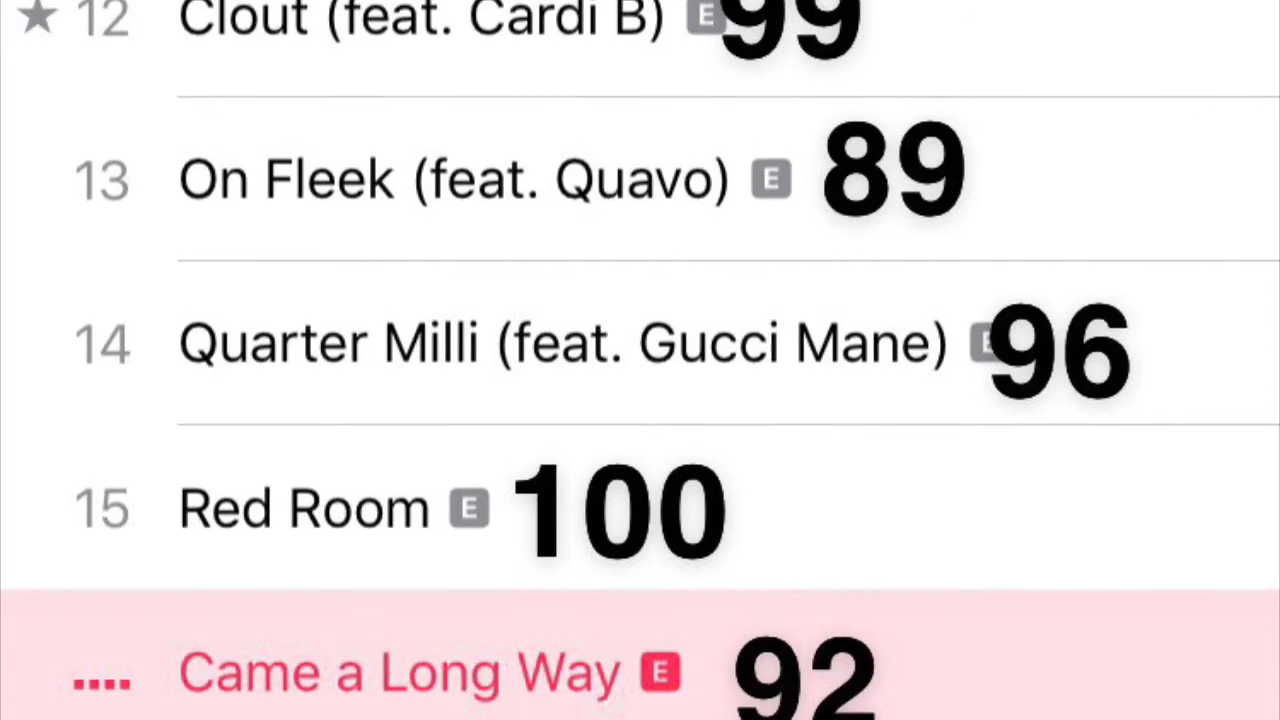 12 Clout (feat. Cardi B) E 99
13 On Fleek (feat. Quavo) E 89
14 Quarter Milli (feat. Gucci Mane) E 96
15 Red Room E 100
Came a Long Way E 92